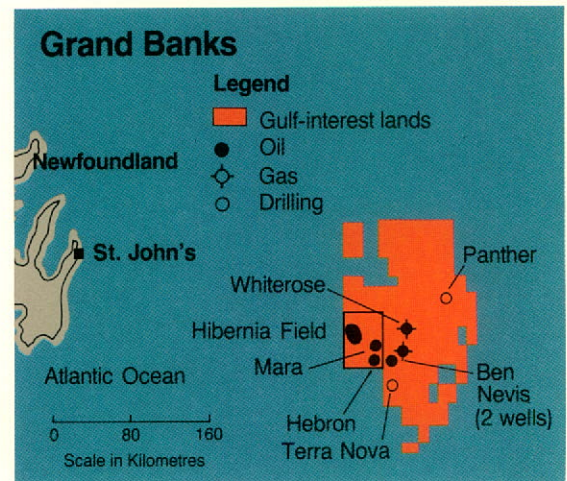 Grand Banks
Legend
Gulf-interest lands
Oil
Gas
Drilling
Newfoundland
St. John's
Panther
Whiterose
Hibernia Field
Mara
Ben
Nevis
(2 wells)
Atlantic Ocean
Hebron
Terra Nova
0 80 160
Scale in Kilometres